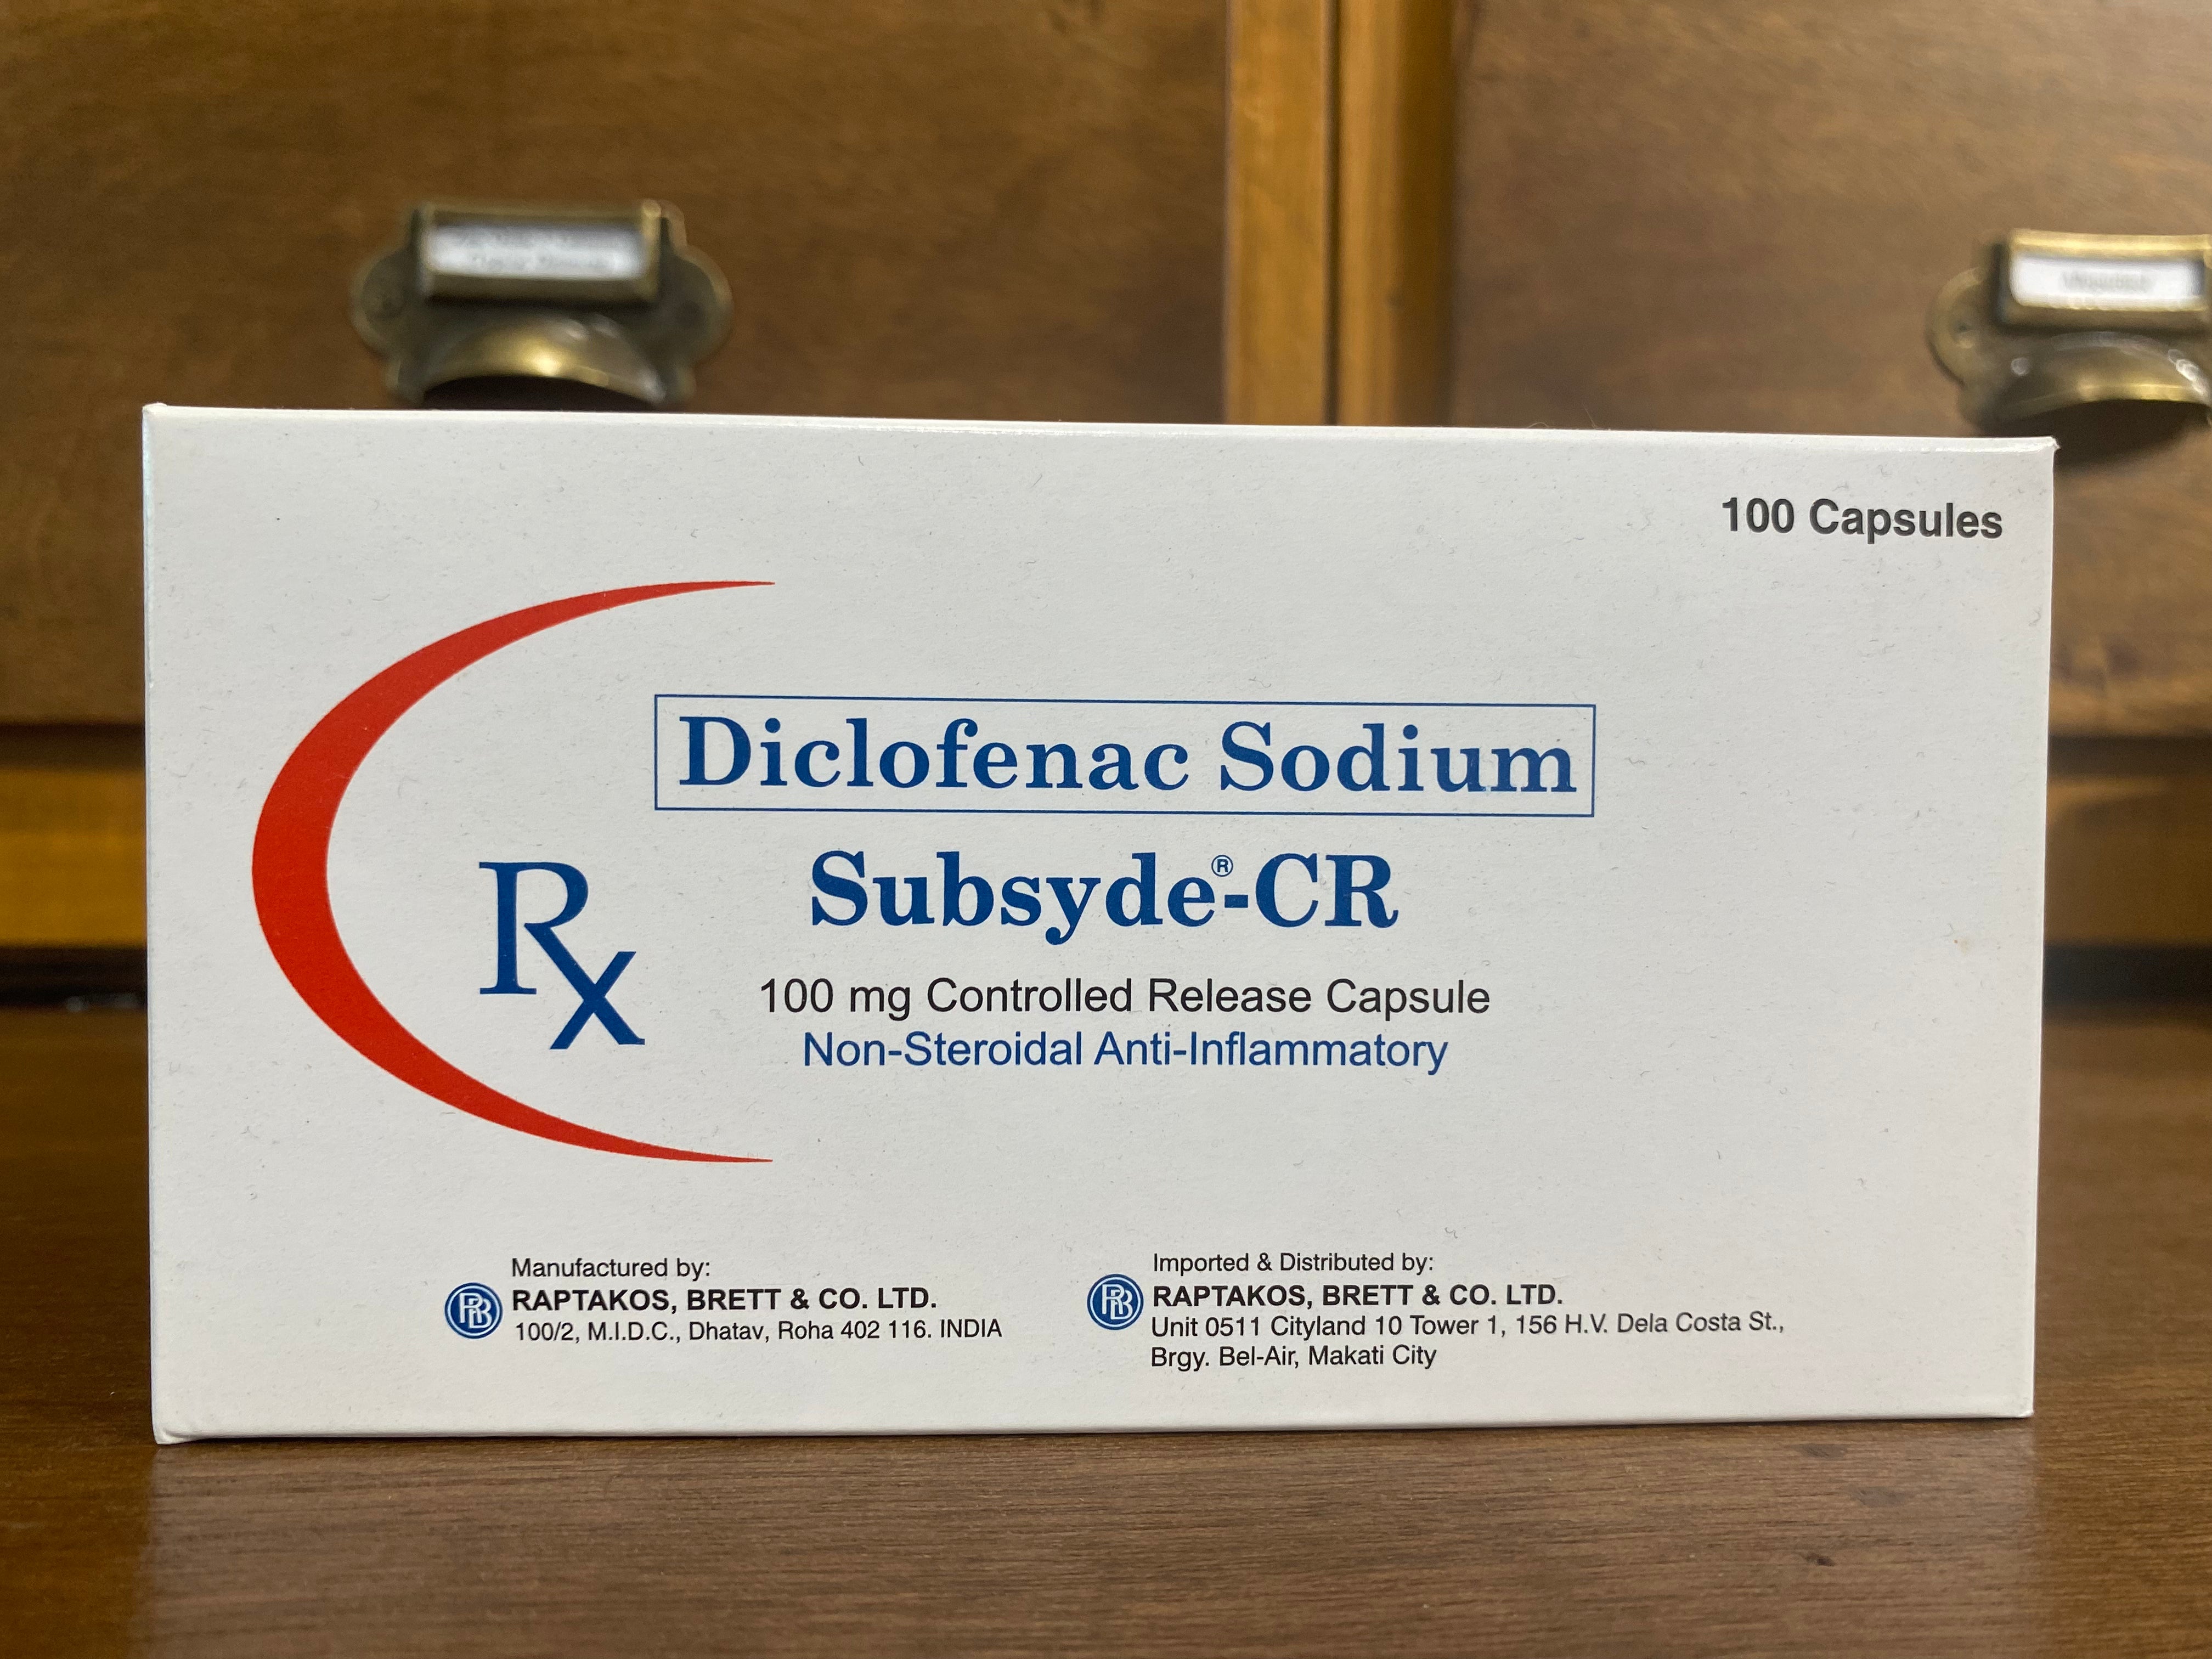 100 Capsules
Diclofenac Sodium
Rx
Subsyde®-CR
100 mg Controlled Release Capsule
Non-Steroidal Anti-Inflammatory
Manufactured by:
RAPTAKOS, BRETT & CO. LTD.
100/2, M.I.D.C., Dhatav, Roha 402 116. INDIA
Imported & Distributed by:
RAPTAKOS, BRETT & CO. LTD.
Unit 0511 Cityland 10 Tower 1, 156 H.V. Dela Costa St.,
Brgy. Bel-Air, Makati City